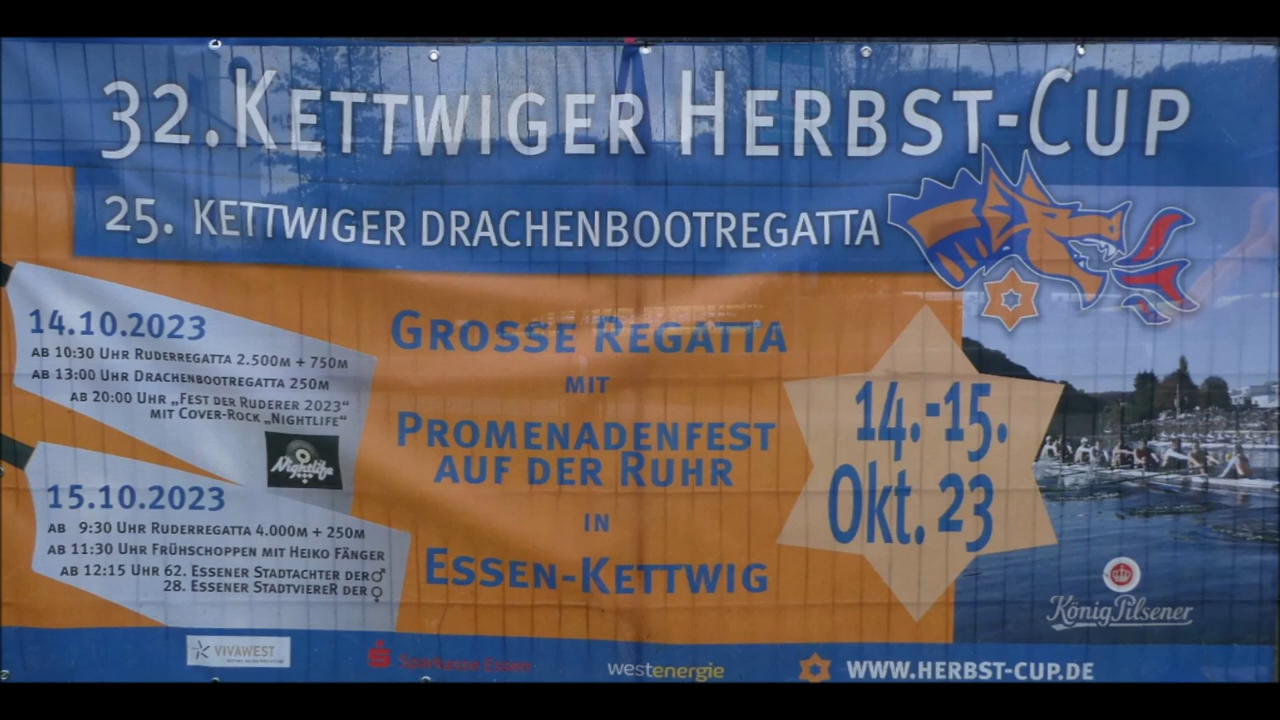 32. KETTWIGER HERBST-CUP
25. KETTWIGER DRACHENBOOTREGATTA
MER
14.10.2023
AB 10:30 UHR RUDERREGATTA 2.500M + 750M
AB 13:00 UHR DRACHENBOOTREGATTA 250M
AB 20:00 UHR „FEST DER RUDERER 2023“
MIT COVER-ROCK „NIGHTLIFE“
Nightlife
15.10.2023
AB 9:30 UHR RUDERREGATTA 4.000M + 250M
AB 11:30 UHR FRÜHSCHOPPEN MIT HEIKO FÄNGER
AB 12:15 UHR 62. ESSENER STADTACHTER DER♂
28. ESSENER STADTVIERER DER♀
GROSSE REGATTA
MIT
PROMENADENFEST
AUF DER RUHR
IN
ESSEN-KETTWIG
14.-15.
Okt. 23
König Pilsener
VIVAWEST
Sparkasse Essen
westenergie
WWW.HERBST-CUP.DE